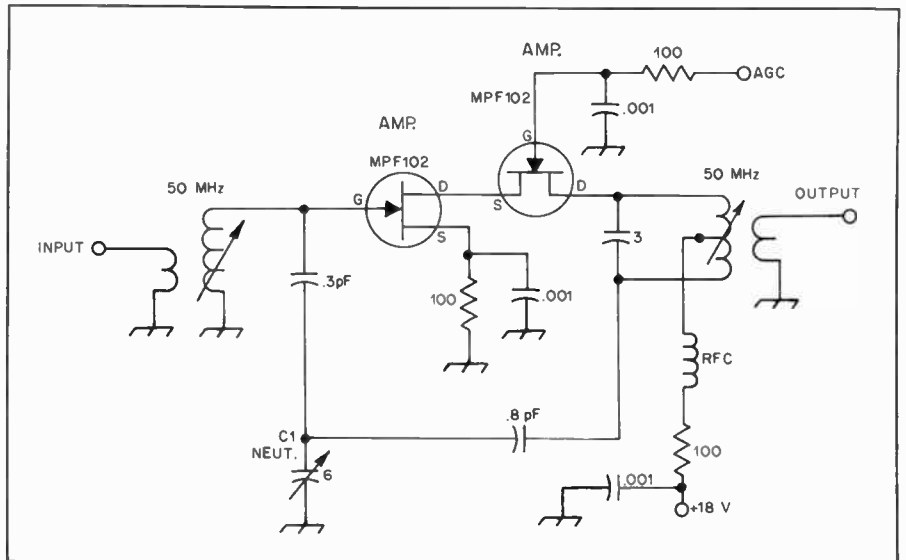 AMP.
100
AGC
MPF102
.001
AMP.
MPF102
G
50 MHz
D
G
D
S
D
50 MHz
OUTPUT
INPUT
S
3
.3pF
100
.001
RFC
.8 pF
C1
NEUT.
6
100
.001
+18 V